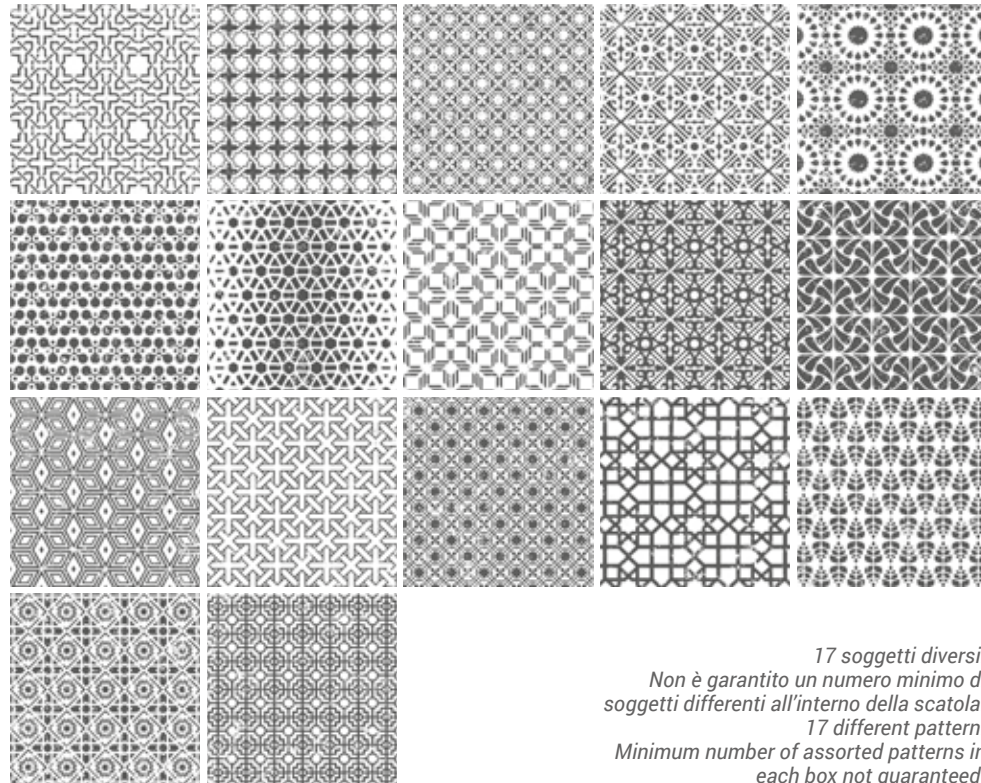 17 soggetti diversi
Non è garantito un numero minimo d
soggetti differenti all'interno della scatola
17 different pattern
Minimum number of assorted patterns in
each box not guaranteed